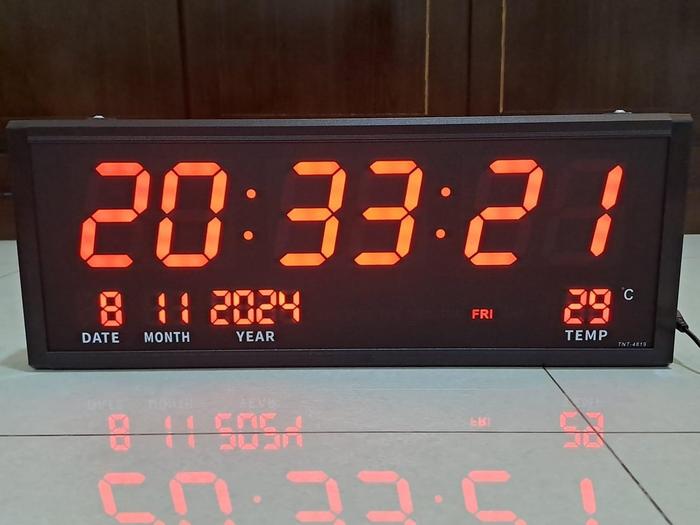 20:33:21
8 11 2024 FRI 29 °C
DATE MONTH YEAR TEMP
TNT-4819